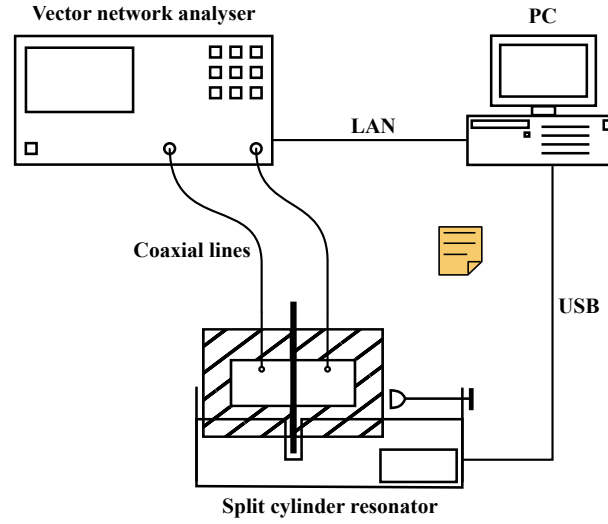 Vector network analyser
PC
LAN
Coaxial lines
USB
Split cylinder resonator